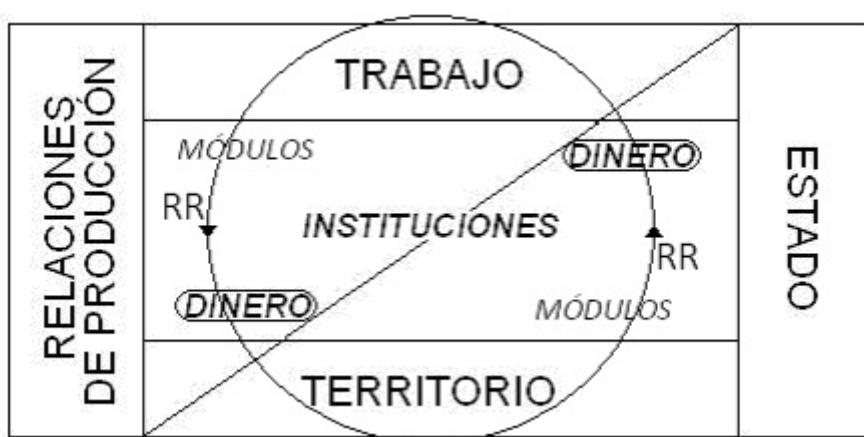 RELACIONES
DE PRODUCCIÓN
TRABAJO
MÓDULOS
DINERO
RR
INSTITUCIONES
RR
DINERO
MÓDULOS
TERRITORIO
ESTADO